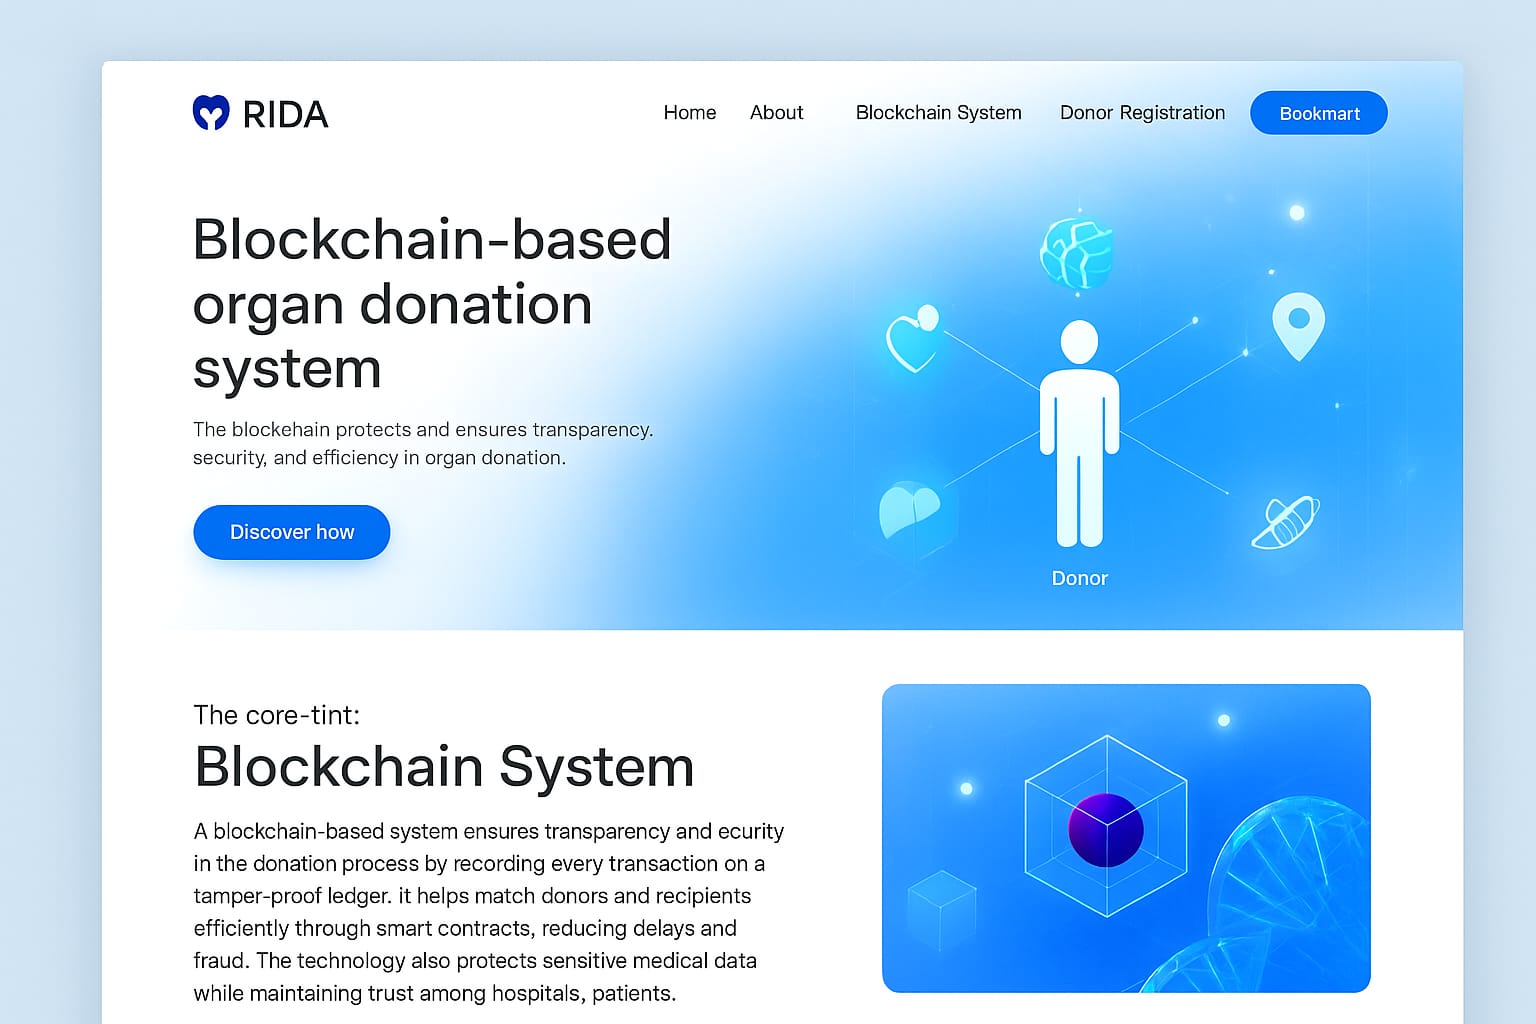 RIDA
Home About Blockchain System Donor Registration Bookmart
Blockchain-based
organ donation
system
The blockehain protects and ensures transparency.
security, and efficiency in organ donation.
Discover how
Donor
The core-tint:
Blockchain System
A blockchain-based system ensures transparency and ecurity
in the donation process by recording every transaction on a
tamper-proof ledger. it helps match donors and recipients
efficiently through smart contracts, reducing delays and
fraud. The technology also protects sensitive medical data
while maintaining trust among hospitals, patients.